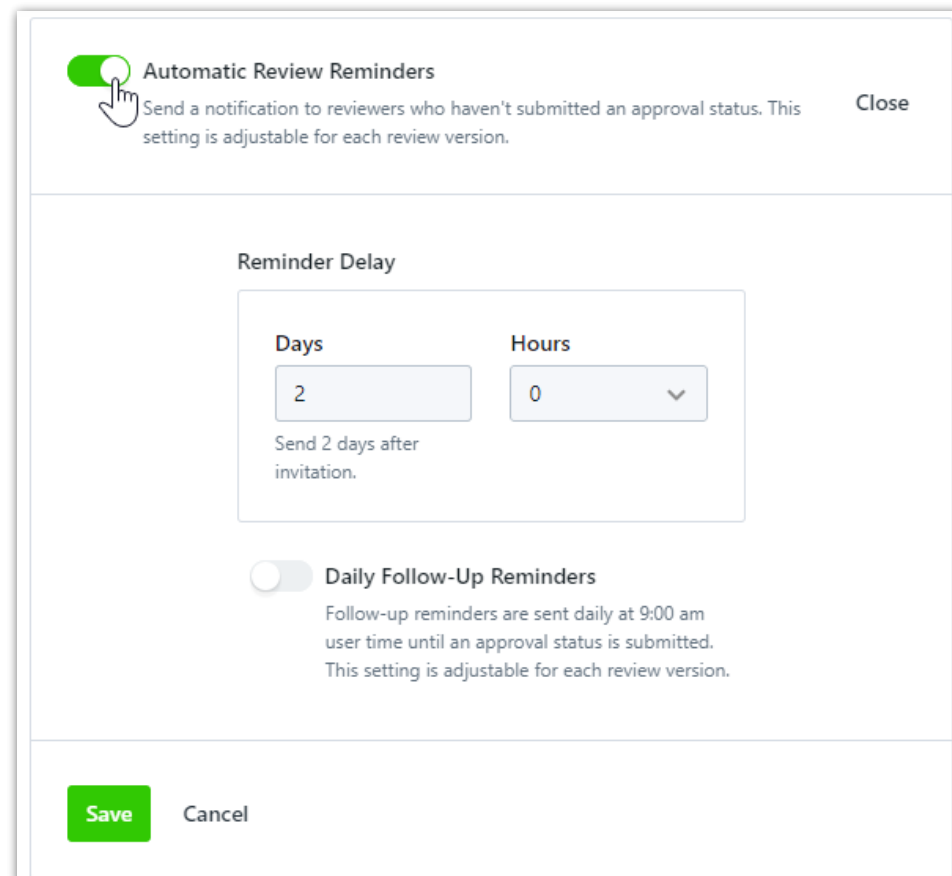 Automatic Review Reminders
Send a notification to reviewers who haven't submitted an approval status. This
setting is adjustable for each review version.
Close
Reminder Delay
Days
Hours
2
0
Send 2 days after
invitation.
Daily Follow-Up Reminders
Follow-up reminders are sent daily at 9:00 am
user time until an approval status is submitted.
This setting is adjustable for each review version.
Save
Cancel